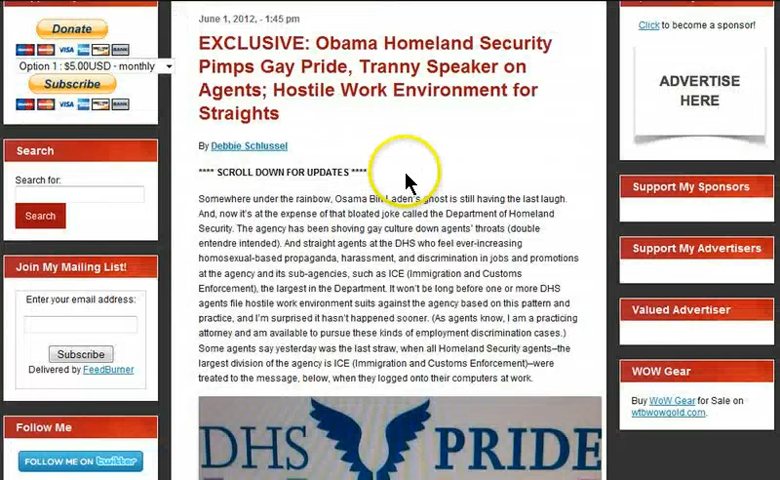 June 1, 2012, - 1:45 pm
EXCLUSIVE: Obama Homeland Security
Pimps Gay Pride, Tranny Speaker on
Agents; Hostile Work Environment for
Straights
By Debbie Schlussel
**** SCROLL DOWN FOR UPDATES ****
Somewhere under the rainbow, Osama Bin Laden's ghost is still having the last laugh.
And, now it's at the expense of that bloated joke called the Department of Homeland
Security. The agency has been shoving gay culture down agents' throats (double
entendre intended). And straight agents at the DHS who feel ever-increasing
homosexual-based propaganda, harassment, and discrimination in jobs and promotions
at the agency and its sub-agencies, such as ICE (Immigration and Customs
Enforcement), the largest in the Department. It won't be long before one or more DHS
agents file hostile work environment suits against the agency based on this pattern and
practice, and I'm surprised it hasn't happened sooner. (As agents know, I am a practicing
attorney and am available to pursue these kinds of employment discrimination cases.)
Some agents say yesterday was the last straw, when all Homeland Security agents–the
largest division of the agency is ICE (Immigration and Customs Enforcement)–were
treated to the message, below, when they logged onto their computers at work.
DHS PRIDE
Donate
VISA
BANK
Option 1 : $5.00USD - monthly
Subscribe
VISA
BANK
Search
Search for:
Search
Join My Mailing List!
Enter your email address:
Subscribe
Delivered by FeedBurner
Follow Me
FOLLOW ME ON twitter
Click to become a sponsor!
ADVERTISE
HERE
Support My Sponsors
Support My Advertisers
Valued Advertiser
WOW Gear
Buy WoW Gear for Sale on
wtbwowgold.com.